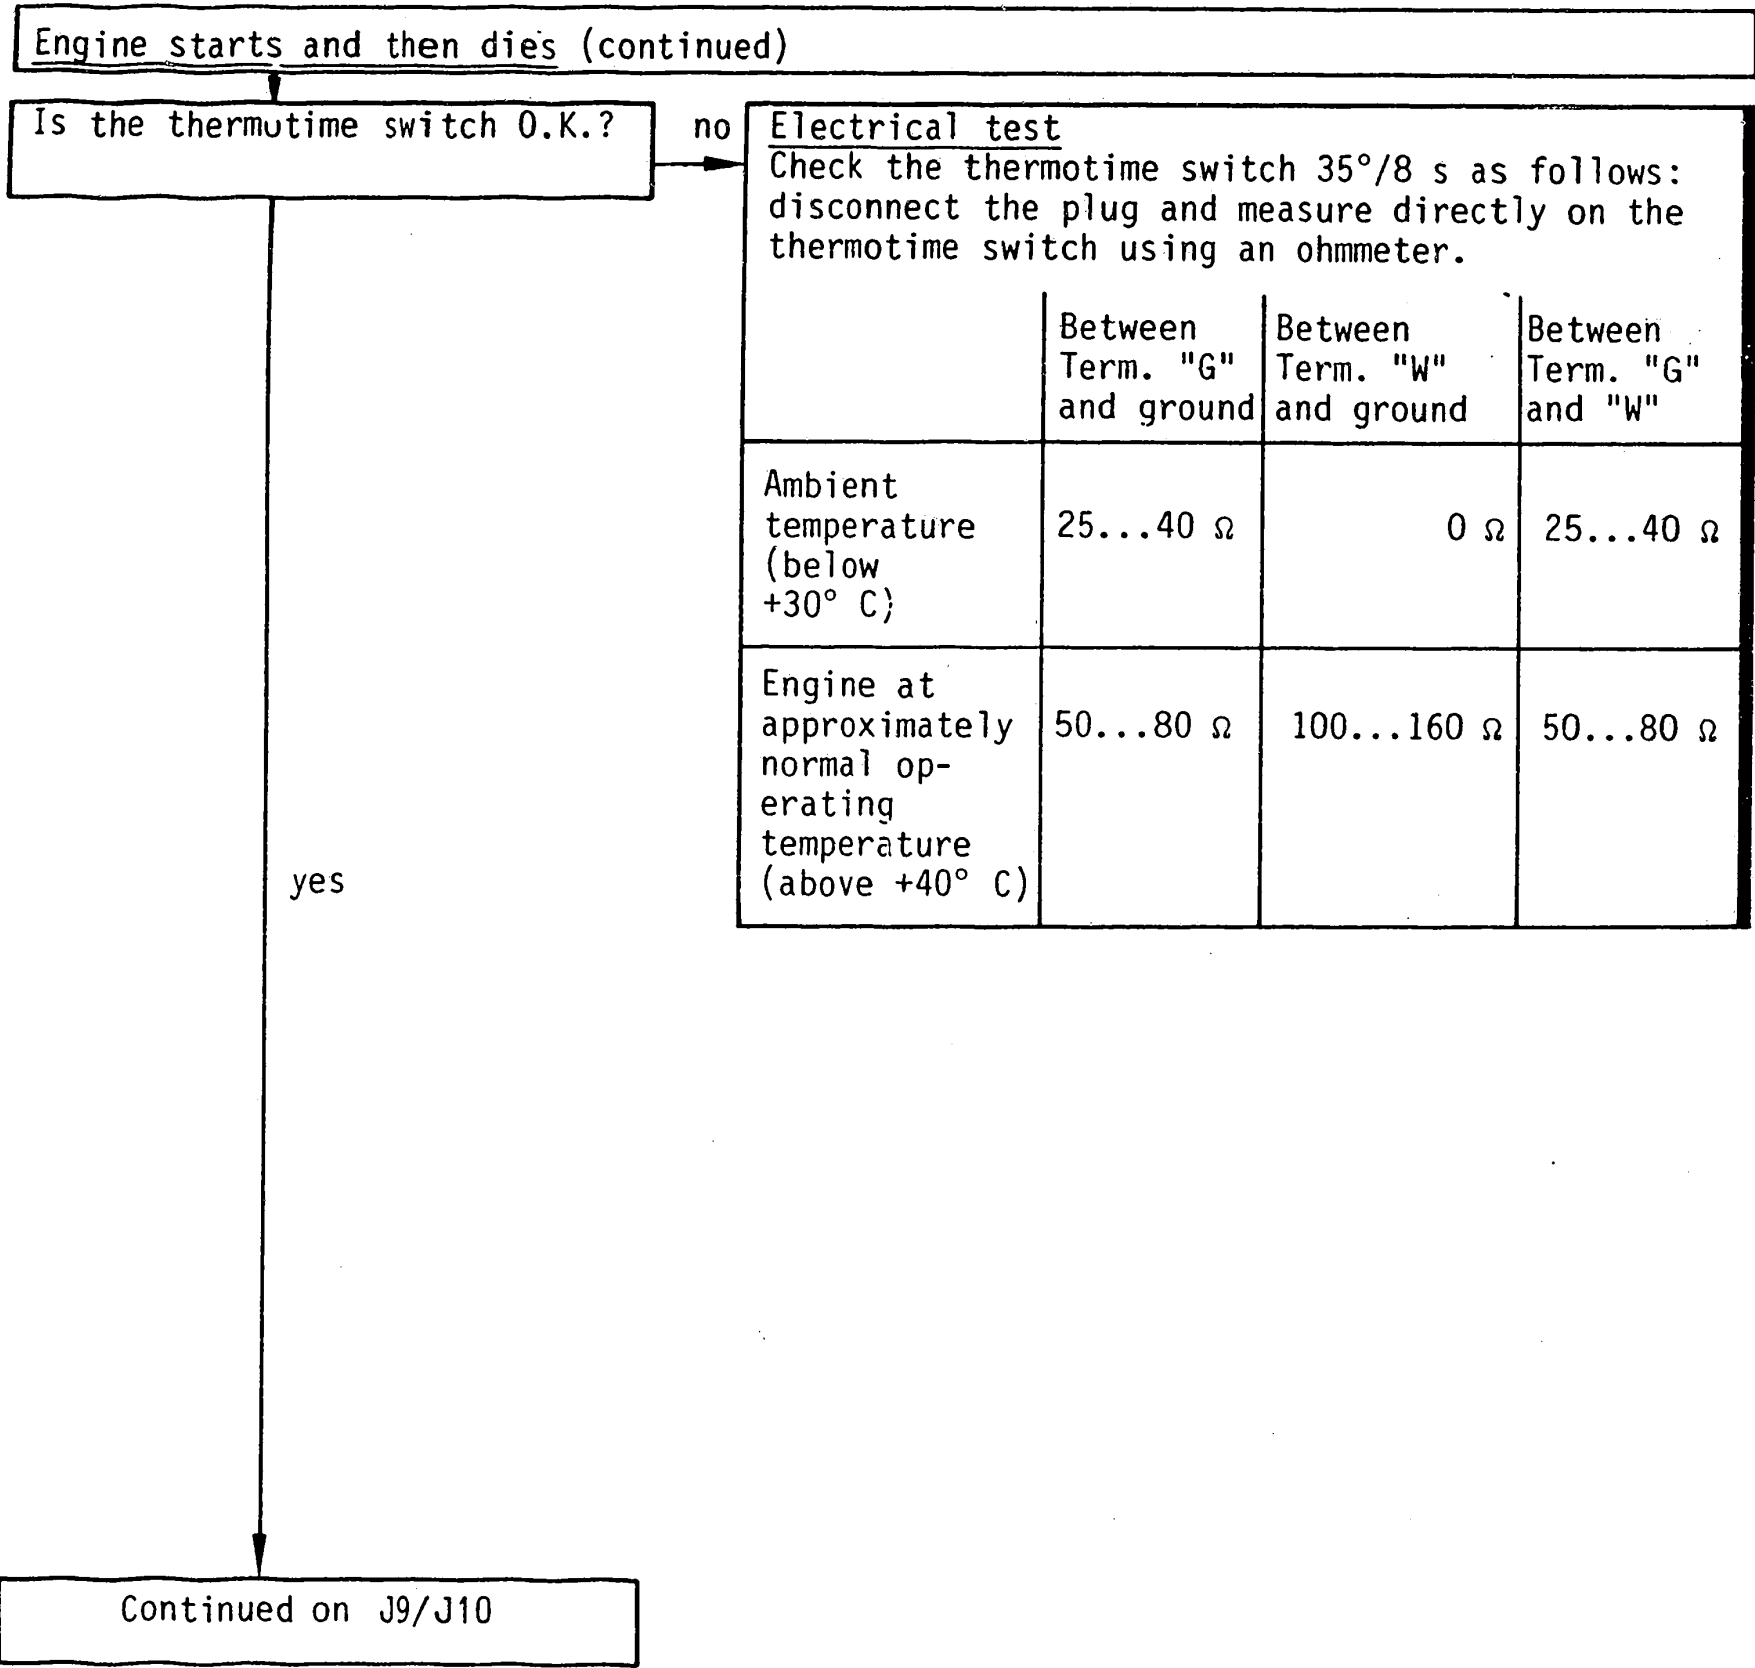 Engine starts and then dies (continued)
Is the thermotime switch O.K.?
no
Electrical test
Check the thermotime switch 35°/8 s as follows:
disconnect the plug and measure directly on the
thermotime switch using an ohmmeter.
Between
Term. "G"
and ground
Between
Term. "W"
and ground
Between
Term. "G"
and "W"
Ambient
temperature
(below
+30° C)
25...40 Ω
0 Ω
25...40 Ω
Engine at
approximately
normal op-
erating
temperature
(above +40° C)
50...80 Ω
100...160 Ω
50...80 Ω
yes
Continued on J9/J10